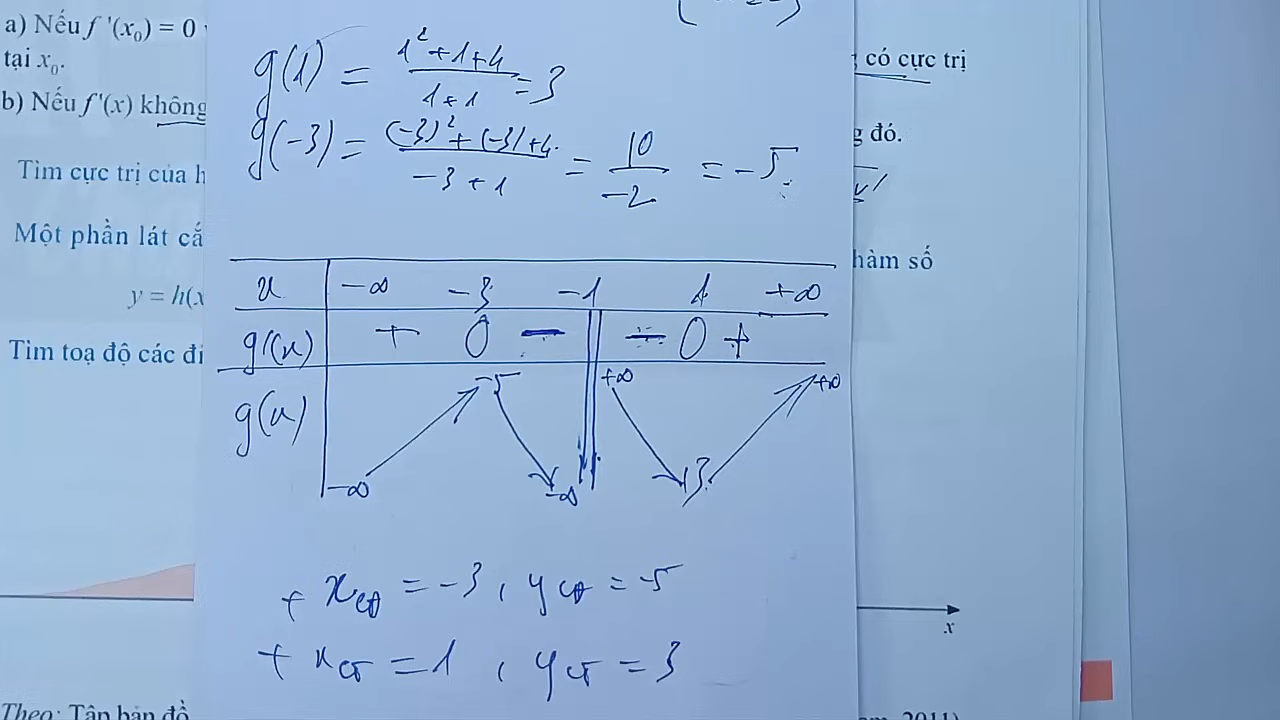 a) Nếu f '(x₀) = 0
tại x₀.
b) Nếu f'(x) không
Tìm cực trị của h
Một phần lát cắ
y = h(x
Tìm toạ độ các đi
g(1) = (1² + 1 + 4)/(1 + 1) = 3
g(-3) = ((-3)² + (-3) + 4)/(-3 + 1) = 10/-2 = -5
có cực trị
g đó.
hàm số
x -∞ -3 -1 1 +∞
g'(x) + 0 - || - 0 +
-5 +∞ +∞
g(x)
-∞ -∞ 3
+ x_CĐ = -3, y_CĐ = -5
+ x_CT = 1, y_CT = 3
x
Theo: Tập bản đồ
2011)